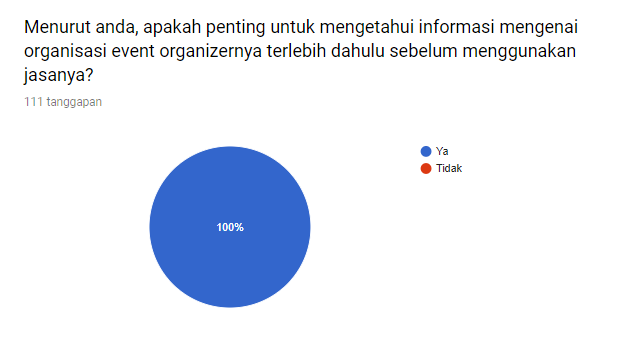 Menurut anda, apakah penting untuk mengetahui informasi mengenai
organisasi event organizernya terlebih dahulu sebelum menggunakan
jasanya?
111 tanggapan
Ya
Tidak
100%